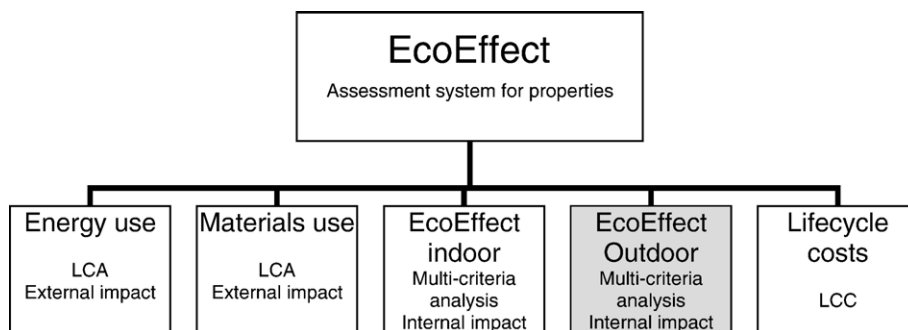 EcoEffect
Assessment system for properties
Energy use
LCA
External impact
Materials use
LCA
External impact
EcoEffect
indoor
Multi-criteria
analysis
Internal impact
EcoEffect
Outdoor
Multi-criteria
analysis
Internal impact
Lifecycle
costs
LCC